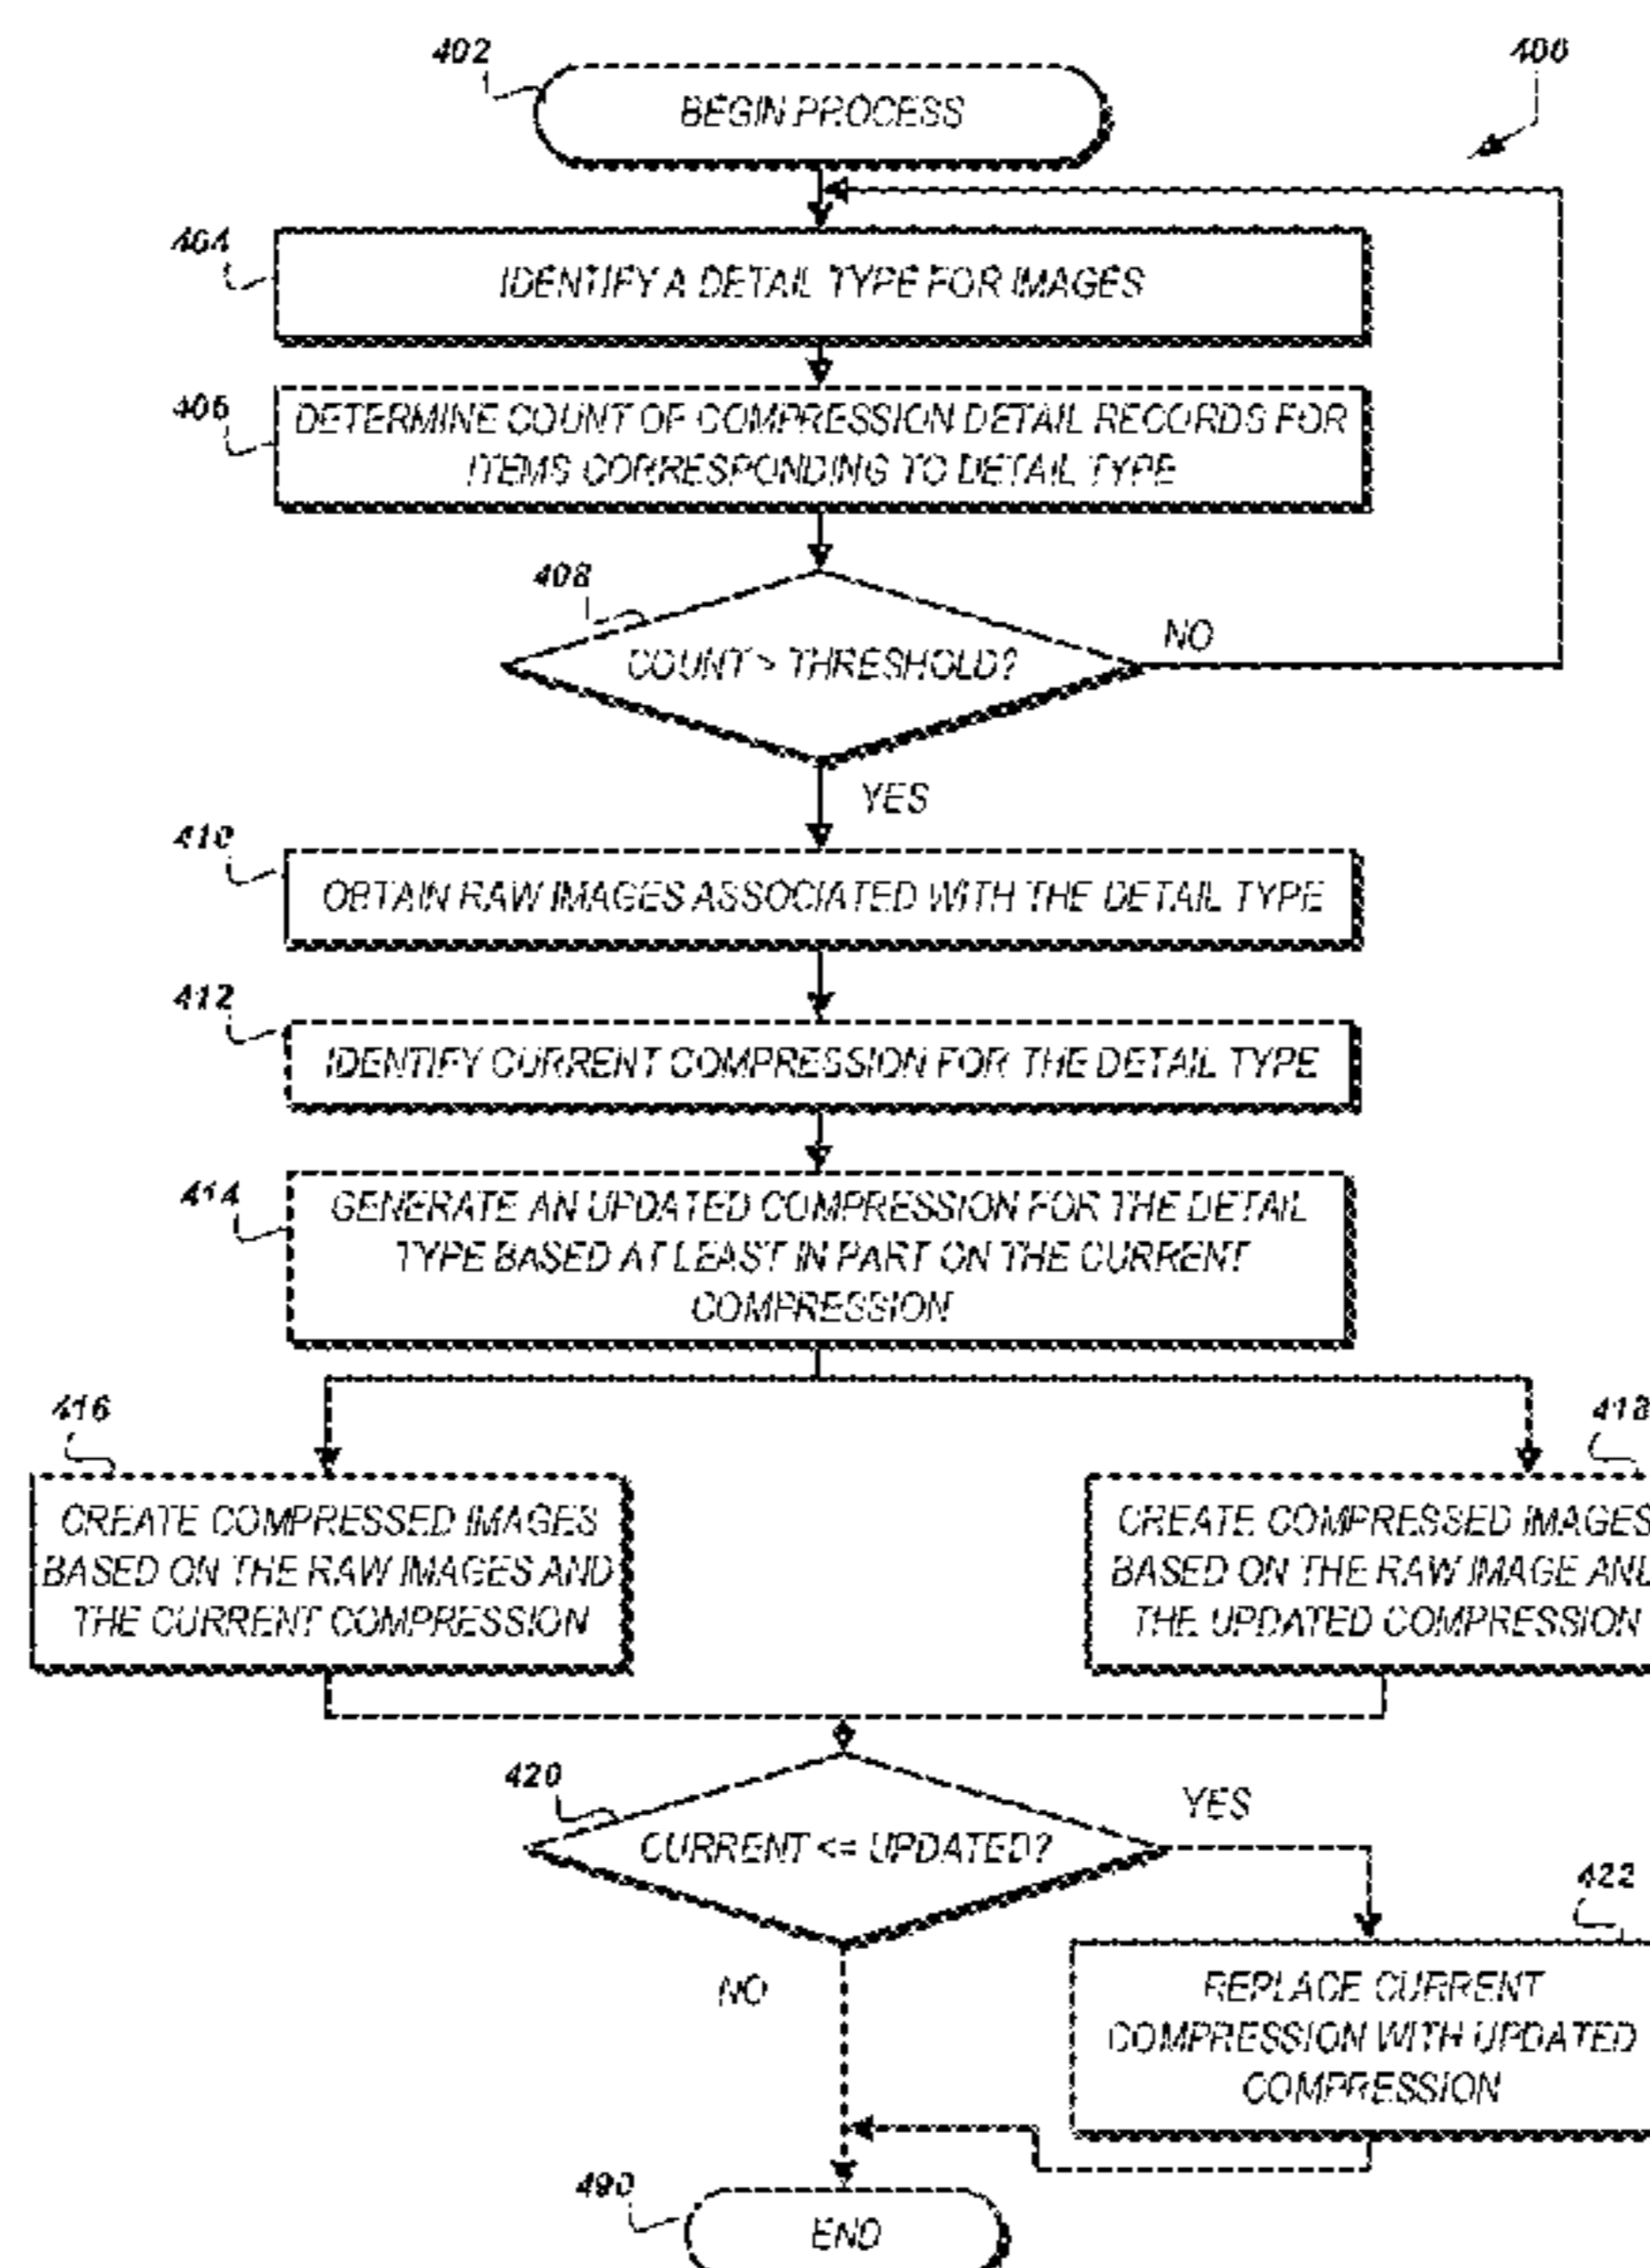 402
400
BEGIN PROCESS
404
IDENTIFY A DETAIL TYPE FOR IMAGES
406
DETERMINE COUNT OF COMPRESSION DETAIL RECORDS FOR
ITEMS CORRESPONDING TO DETAIL TYPE
408
COUNT > THRESHOLD?
NO
YES
410
OBTAIN RAW IMAGES ASSOCIATED WITH THE DETAIL TYPE
412
IDENTIFY CURRENT COMPRESSION FOR THE DETAIL TYPE
414
GENERATE AN UPDATED COMPRESSION FOR THE DETAIL
TYPE BASED AT LEAST IN PART ON THE CURRENT
COMPRESSION
416
CREATE COMPRESSED IMAGES
BASED ON THE RAW IMAGES AND
THE CURRENT COMPRESSION
418
CREATE COMPRESSED IMAGES
BASED ON THE RAW IMAGE AND
THE UPDATED COMPRESSION
420
CURRENT <= UPDATED?
YES
NO
422
REPLACE CURRENT
COMPRESSION WITH UPDATED
COMPRESSION
490
END